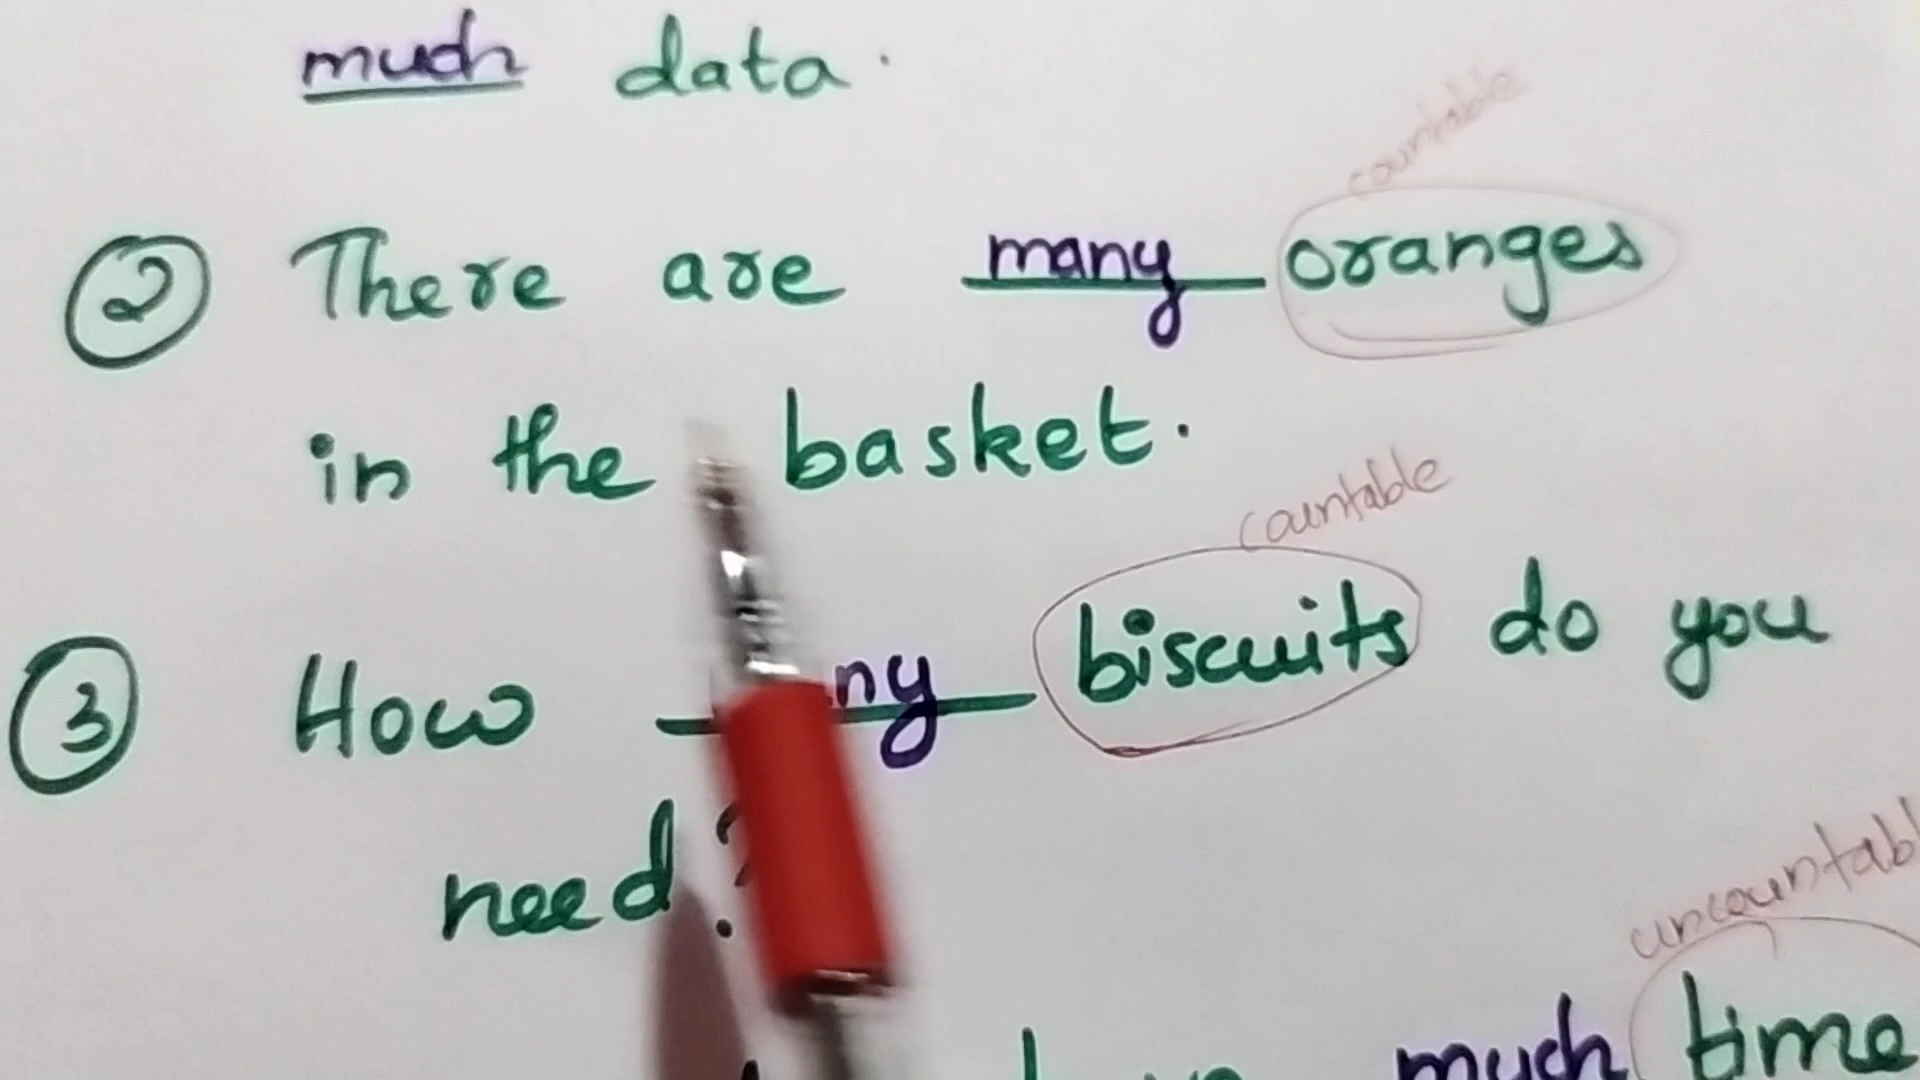 much data.
countable
② There are many oranges
in the basket.
countable
③ How ny biscuits do you
need?
uncountabl
much time